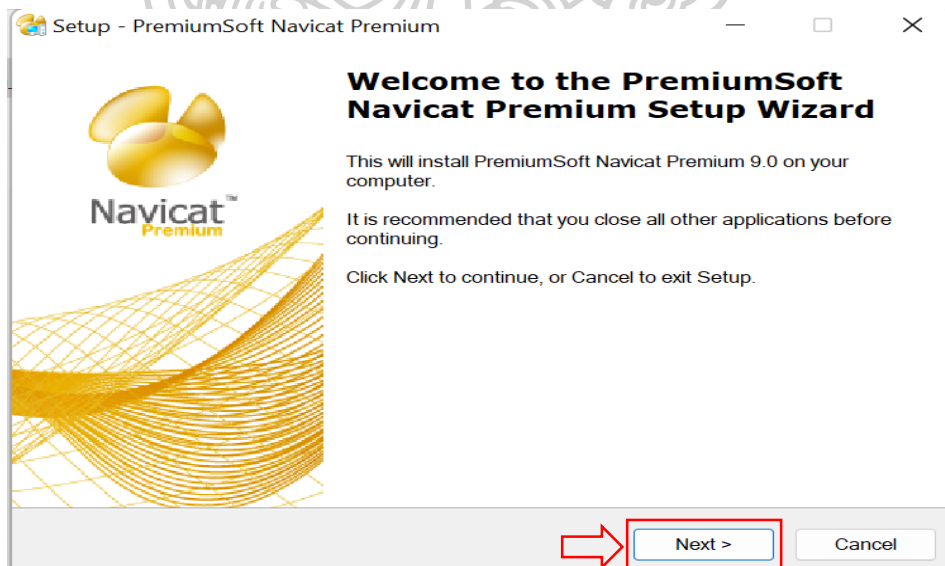 Setup - PremiumSoft Navicat Premium
Welcome to the PremiumSoft
Navicat Premium Setup Wizard
This will install PremiumSoft Navicat Premium 9.0 on your
computer.
It is recommended that you close all other applications before
continuing.
Click Next to continue, or Cancel to exit Setup.
Navicat™
Premium
Next >
Cancel